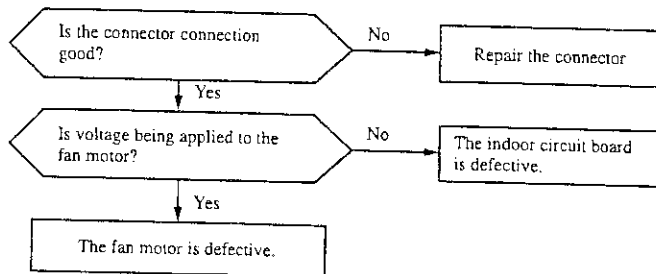 Is the connector connection
good?
No
Repair the connector
Yes
Is voltage being applied to the
fan motor?
No
The indoor circuit board
is defective.
Yes
The fan motor is defective.